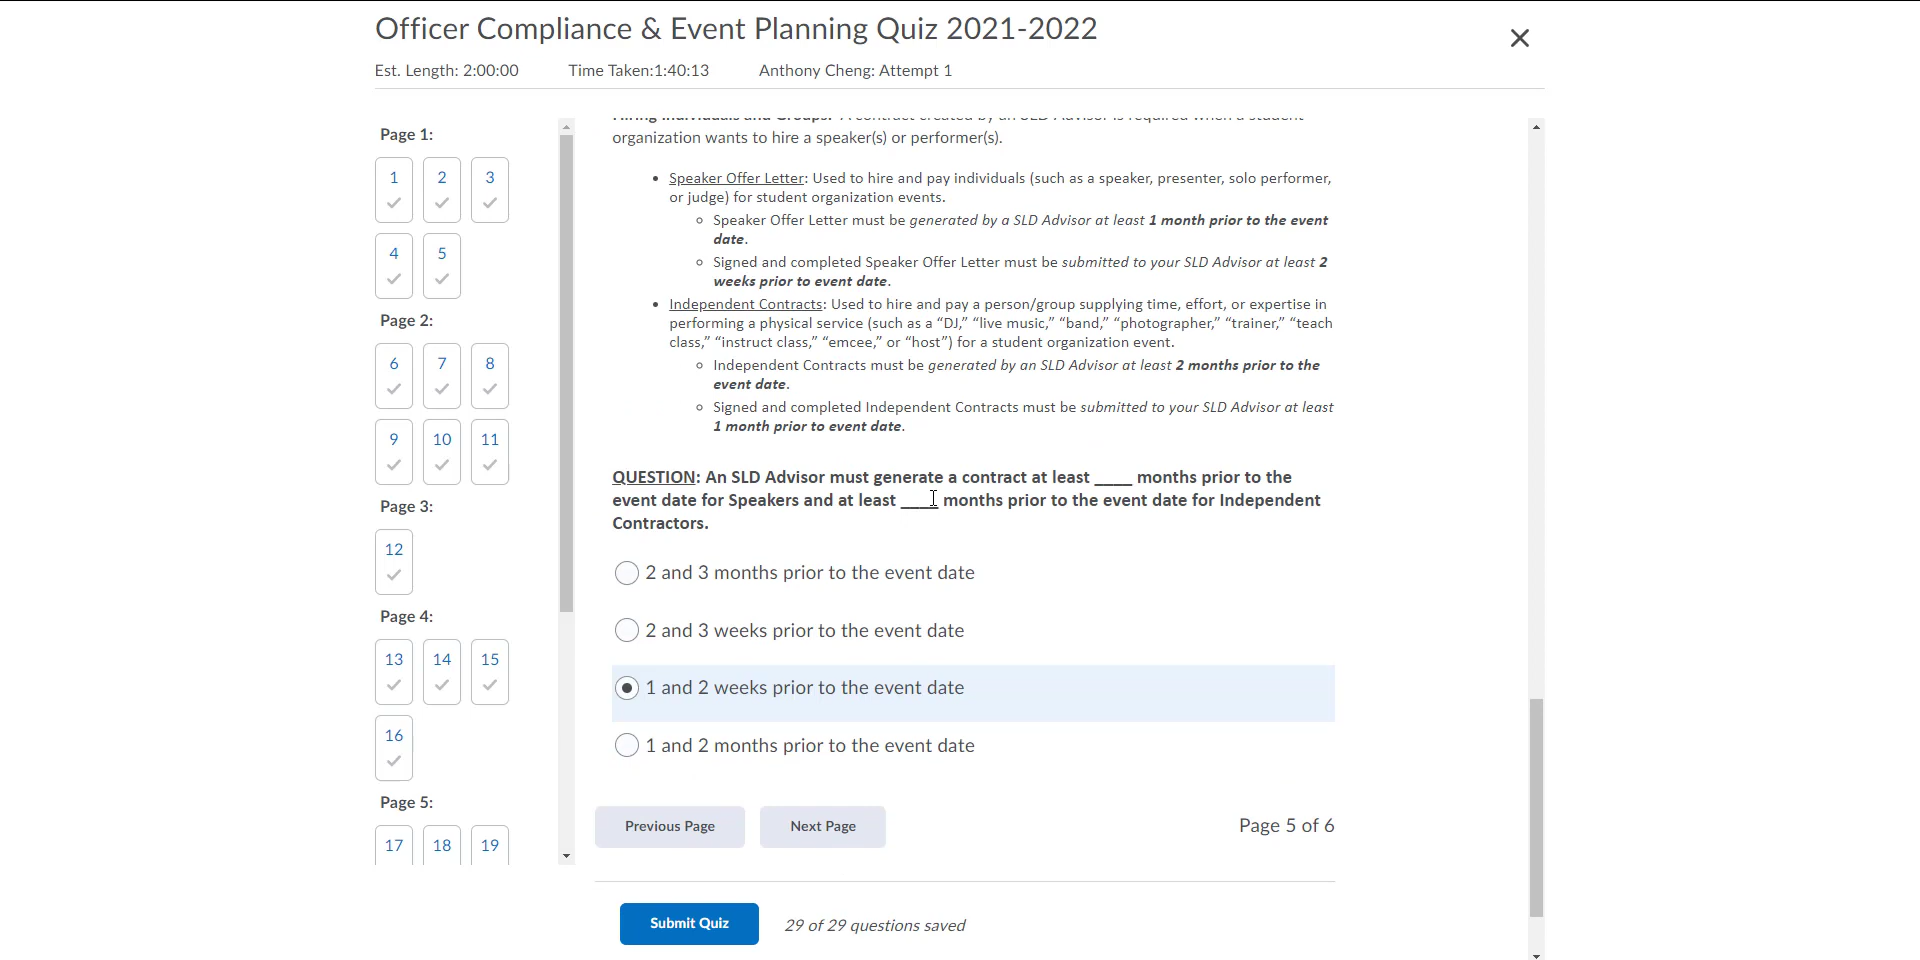 Officer Compliance & Event Planning Quiz 2021-2022
Est. Length: 2:00:00 Time Taken:1:40:13 Anthony Cheng: Attempt 1
Page 1:
1 2 3
4 5
Page 2:
6 7 8
9 10 11
Page 3:
12
Page 4:
13 14 15
16
Page 5:
17 18 19
Hiring Individuals and Groups: A contract created by an SLD Advisor is required when a student
organization wants to hire a speaker(s) or performer(s).
• Speaker Offer Letter: Used to hire and pay individuals (such as a speaker, presenter, solo performer,
or judge) for student organization events.
○ Speaker Offer Letter must be generated by a SLD Advisor at least 1 month prior to the event
date.
○ Signed and completed Speaker Offer Letter must be submitted to your SLD Advisor at least 2
weeks prior to event date.
• Independent Contracts: Used to hire and pay a person/group supplying time, effort, or expertise in
performing a physical service (such as a “DJ,” “live music,” “band,” “photographer,” “trainer,” “teach
class,” “instruct class,” “emcee,” or “host”) for a student organization event.
○ Independent Contracts must be generated by an SLD Advisor at least 2 months prior to the
event date.
○ Signed and completed Independent Contracts must be submitted to your SLD Advisor at least
1 month prior to event date.
QUESTION: An SLD Advisor must generate a contract at least ____ months prior to the
event date for Speakers and at least ____ months prior to the event date for Independent
Contractors.
2 and 3 months prior to the event date
2 and 3 weeks prior to the event date
1 and 2 weeks prior to the event date
1 and 2 months prior to the event date
Previous Page Next Page Page 5 of 6
Submit Quiz 29 of 29 questions saved